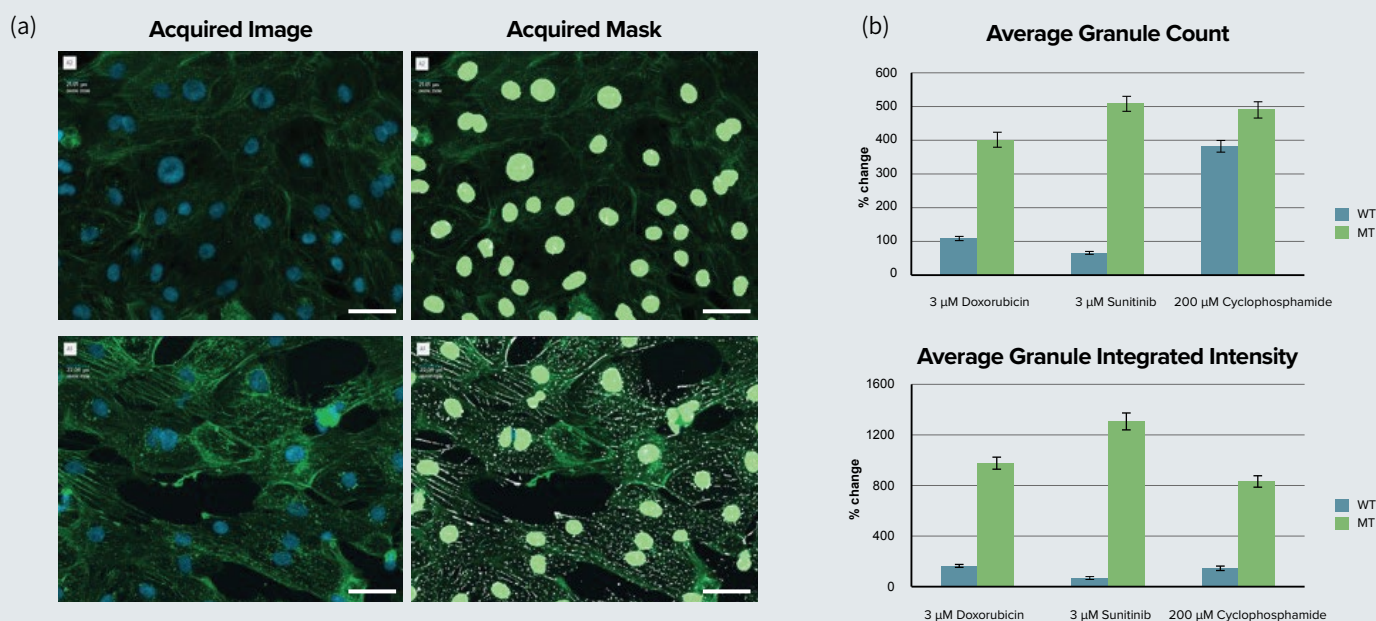 (a)
Acquired Image
Acquired Mask
(b)
Average Granule Count
600
500
400
300
200
100
0
% change
3 µM Doxorubicin
3 µM Sunitinib
200 µM Cyclophosphamide
WT
MT
Average Granule Integrated Intensity
1600
1200
800
400
0
% change
3 µM Doxorubicin
3 µM Sunitinib
200 µM Cyclophosphamide
WT
MT